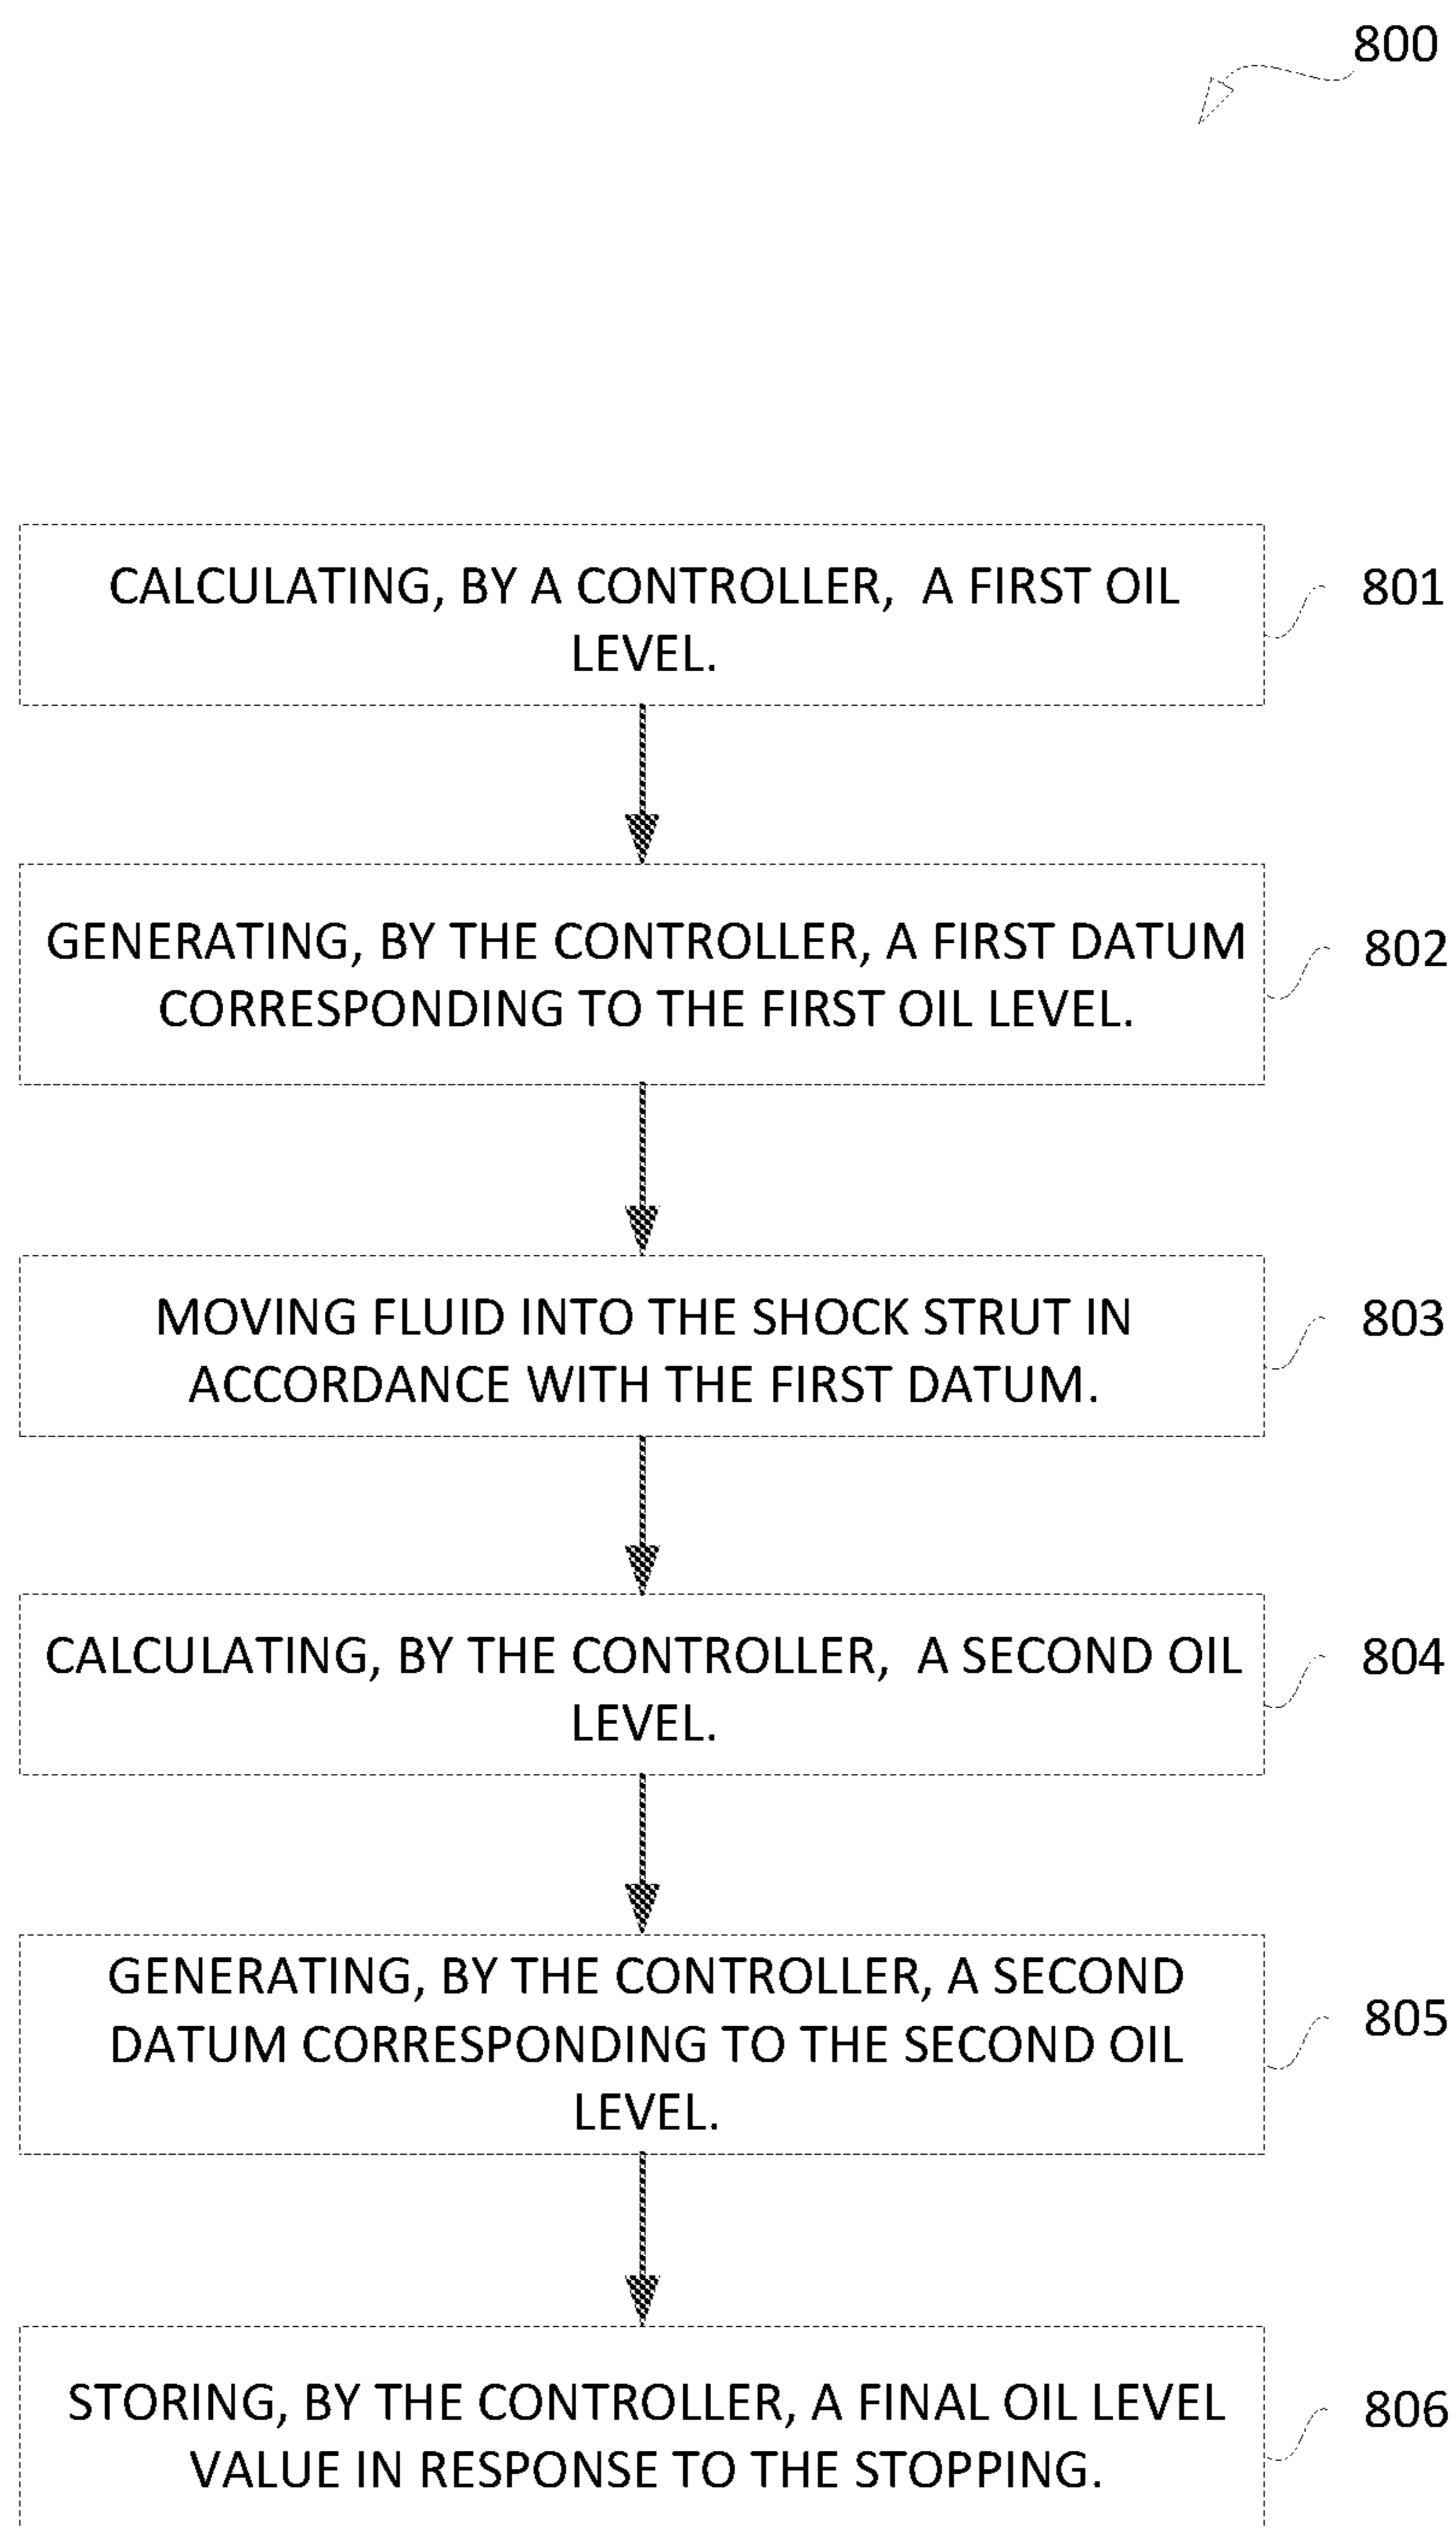 800
CALCULATING, BY A CONTROLLER, A FIRST OIL
LEVEL.
801
GENERATING, BY THE CONTROLLER, A FIRST DATUM
CORRESPONDING TO THE FIRST OIL LEVEL.
802
MOVING FLUID INTO THE SHOCK STRUT IN
ACCORDANCE WITH THE FIRST DATUM.
803
CALCULATING, BY THE CONTROLLER, A SECOND OIL
LEVEL.
804
GENERATING, BY THE CONTROLLER, A SECOND
DATUM CORRESPONDING TO THE SECOND OIL
LEVEL.
805
STORING, BY THE CONTROLLER, A FINAL OIL LEVEL
VALUE IN RESPONSE TO THE STOPPING.
806